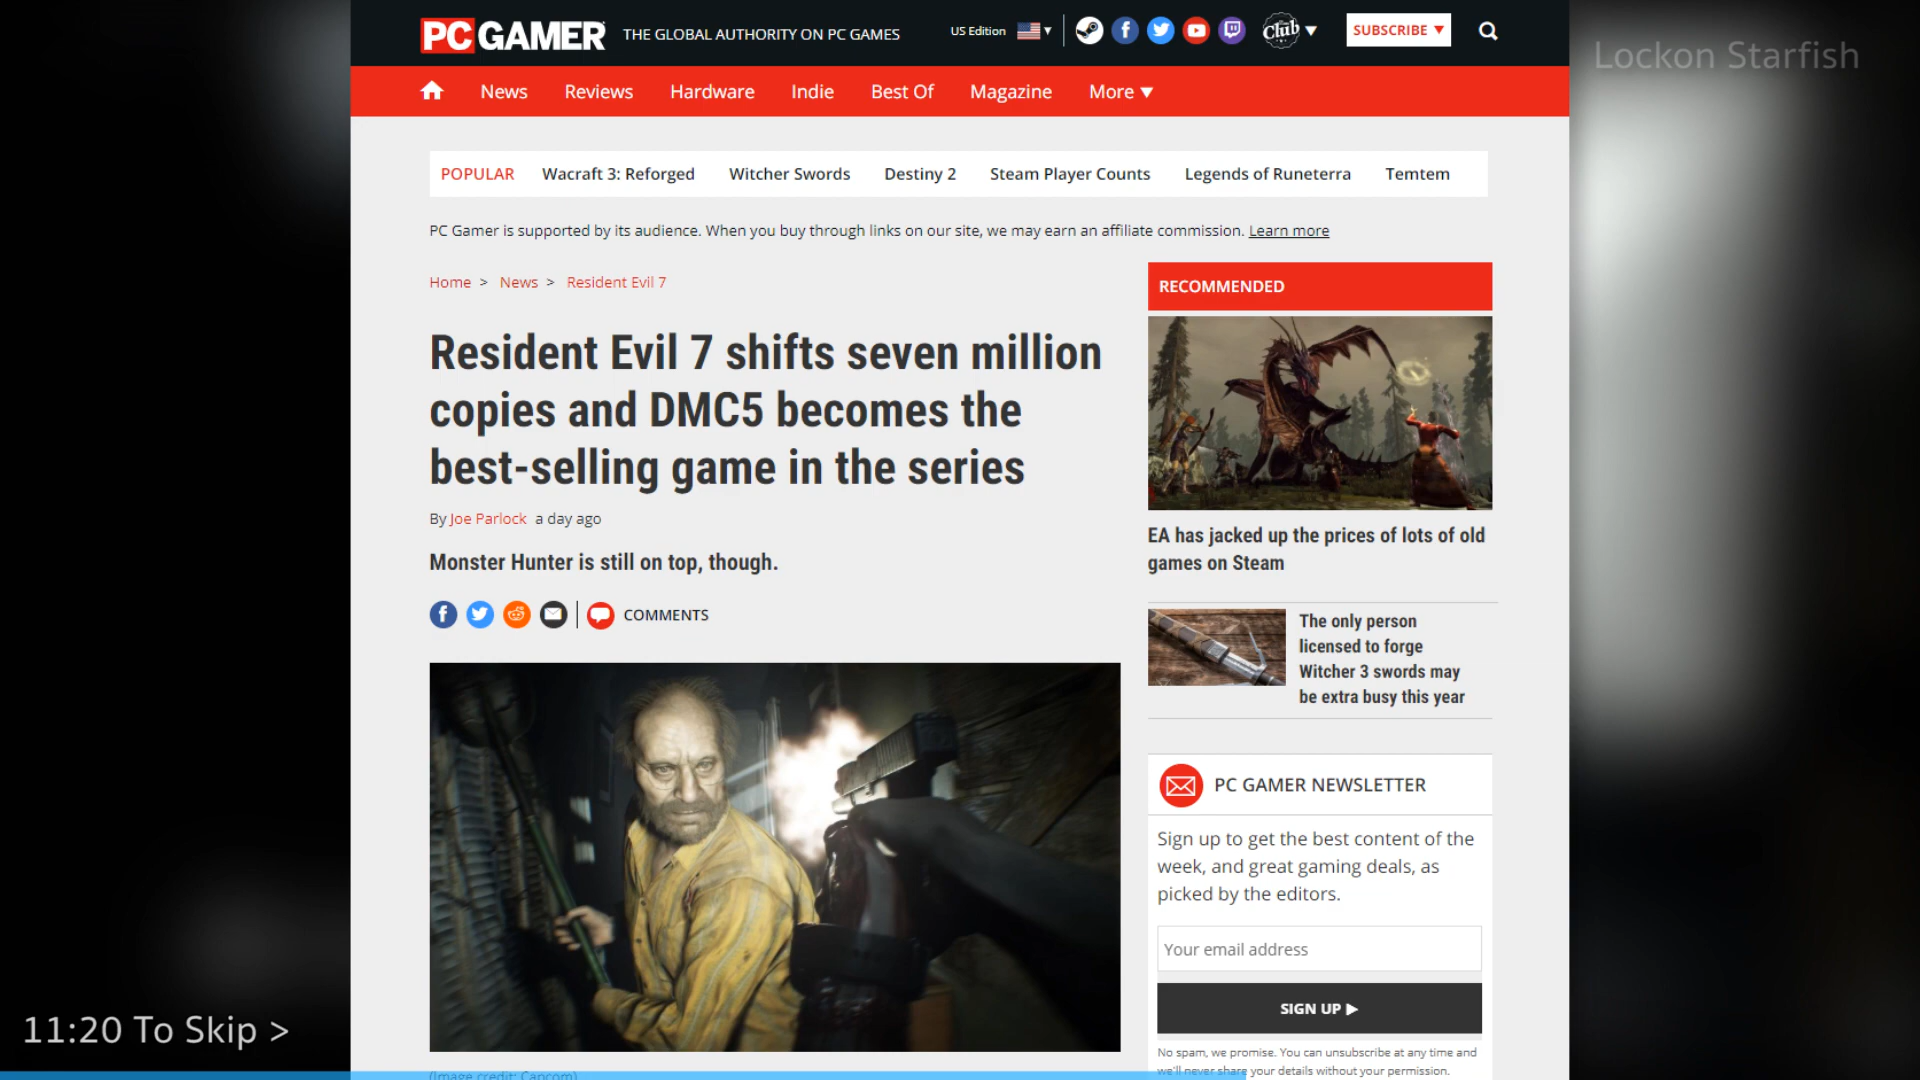 PC GAMER THE GLOBAL AUTHORITY ON PC GAMES US Edition Club SUBSCRIBE
Lockon Starfish
News Reviews Hardware Indie Best Of Magazine More
POPULAR Wacraft 3: Reforged Witcher Swords Destiny 2 Steam Player Counts Legends of Runeterra Temtem
PC Gamer is supported by its audience. When you buy through links on our site, we may earn an affiliate commission. Learn more
Home > News > Resident Evil 7
Resident Evil 7 shifts seven million
copies and DMC5 becomes the
best-selling game in the series
By Joe Parlock a day ago
Monster Hunter is still on top, though.
COMMENTS
(Image credit: Capcom)
RECOMMENDED
EA has jacked up the prices of lots of old
games on Steam
The only person
licensed to forge
Witcher 3 swords may
be extra busy this year
PC GAMER NEWSLETTER
Sign up to get the best content of the
week, and great gaming deals, as
picked by the editors.
Your email address
SIGN UP
No spam, we promise. You can unsubscribe at any time and
we'll never share your details without your permission.
11:20 To Skip >